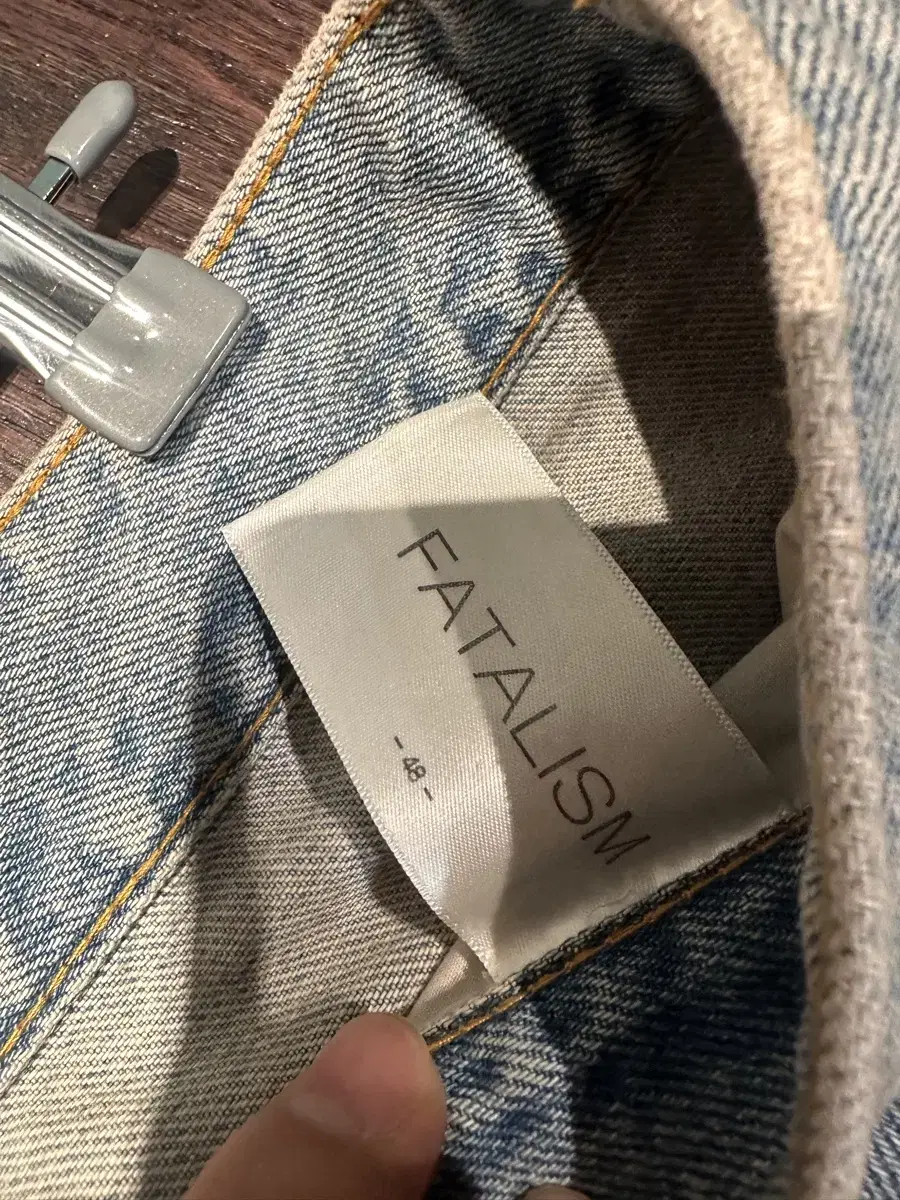 FATALISM
- 48 -